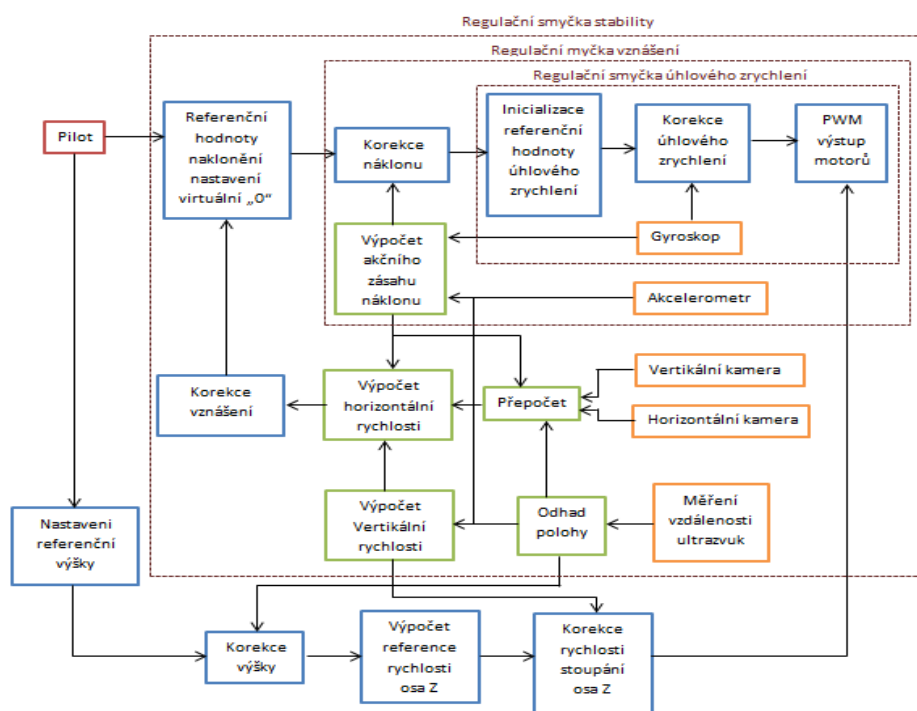 Regulační smyčka stability
Regulační myčka vznášení
Regulační smyčka úhlového zrychlení
Pilot
Referenční
hodnoty
naklonění
nastavení
virtuální „0“
Korekce
náklonu
Inicializace
referenční
hodnoty
úhlového
zrychlení
Korekce
úhlového
zrychlení
PWM
výstup
motorů
Výpočet
akčního
zásahu
náklonu
Gyroskop
Akcelerometr
Korekce
vznášení
Výpočet
horizontální
rychlosti
Přepočet
Vertikální kamera
Horizontální kamera
Nastaveni
referenční
výšky
Výpočet
Vertikální
rychlosti
Odhad
polohy
Měření
vzdálenosti
ultrazvuk
Korekce
výšky
Výpočet
reference
rychlosti
osa Z
Korekce
rychlosti
stoupání
osa Z